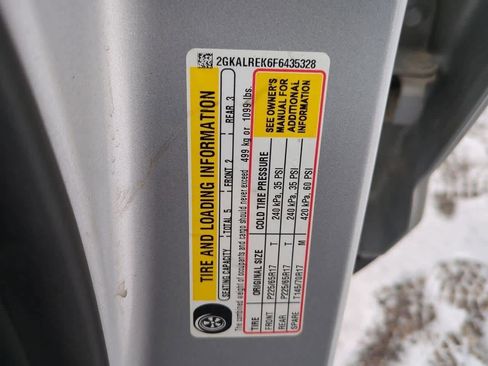 2GKALREK6F6435328
TIRE AND LOADING INFORMATION
SEATING CAPACITY TOTAL 5 FRONT 2 REAR 3
The combined weight of occupants and cargo should never exceed 499 kg or 1099 lbs.
TIRE ORIGINAL SIZE COLD TIRE PRESSURE
FRONT P225/65R17 T 240 kPa, 35 PSI
REAR P225/65R17 T 240 kPa, 35 PSI
SPARE T145/70R17 M 420 kPa, 60 PSI
SEE OWNER'S
MANUAL FOR
ADDITIONAL
INFORMATION